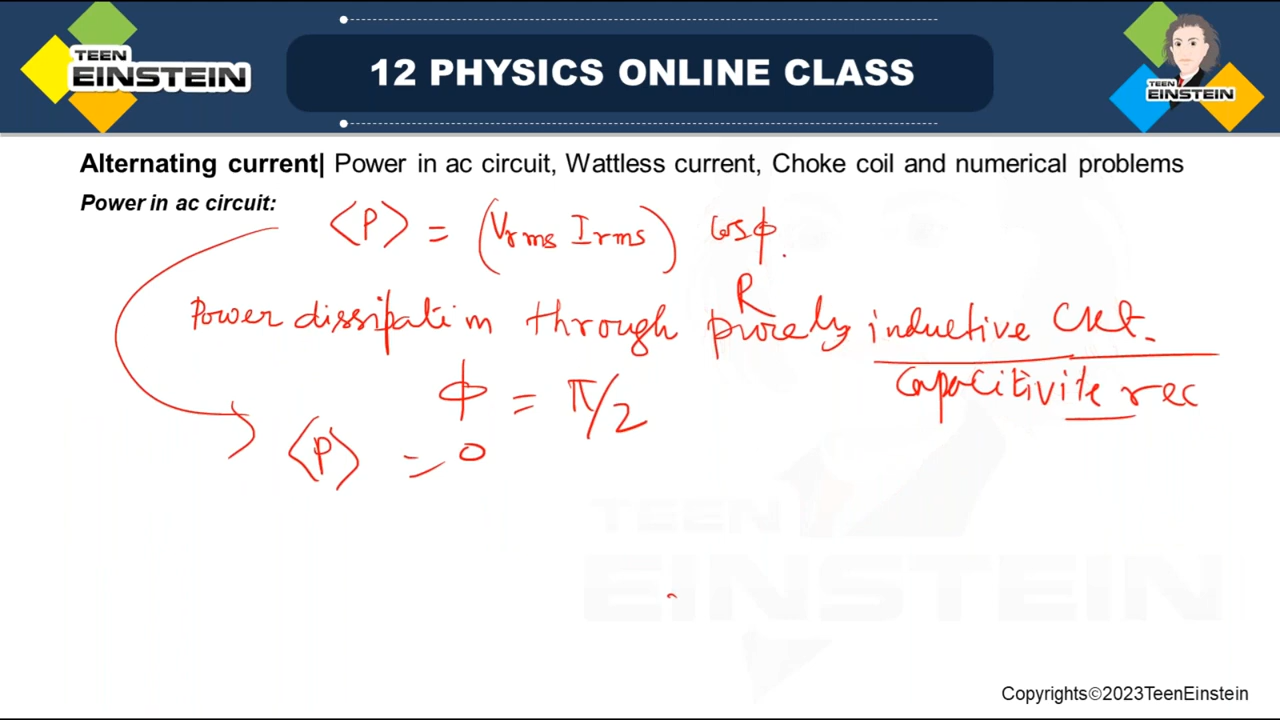 TEEN
EINSTEIN
12 PHYSICS ONLINE CLASS
TEEN
EINSTEIN
Alternating current| Power in ac circuit, Wattless current, Choke coil and numerical problems
Power in ac circuit:
⟨P⟩ = (Vrms Irms) cosφ.
R
Power dissipation through purely inductive Ckt.
φ = π/2
⟨P⟩ = 0
TEEN
EINSTEIN
Copyrights©2023TeenEinstein